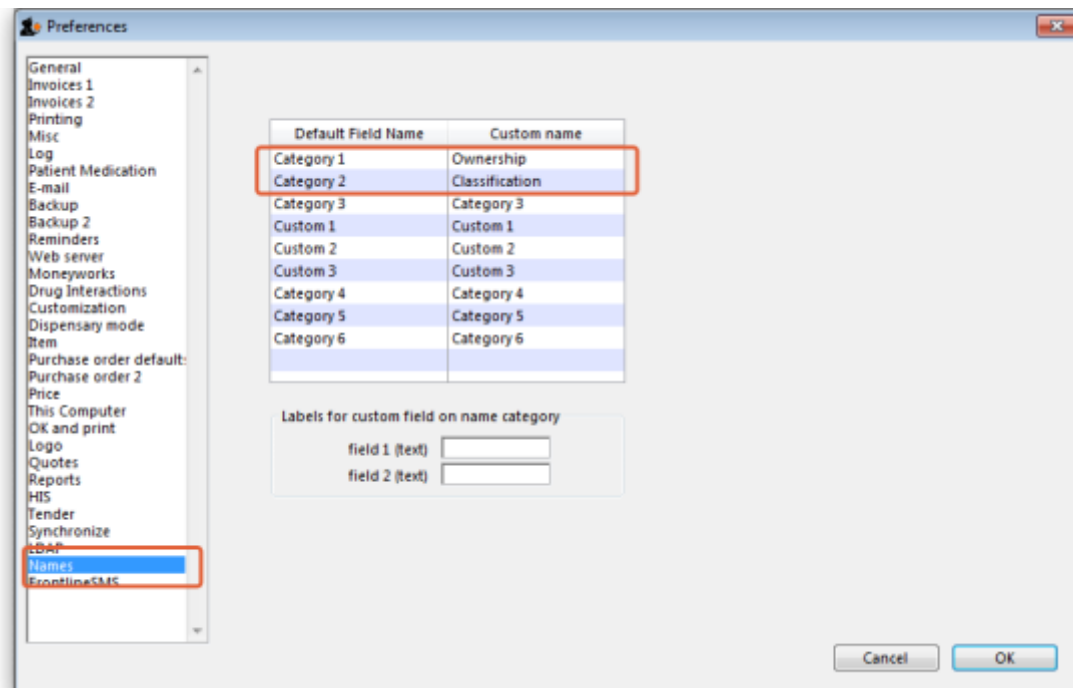 Preferences
General
Invoices 1
Invoices 2
Printing
Misc
Log
Patient Medication
E-mail
Backup
Backup 2
Reminders
Web server
Moneyworks
Drug Interactions
Customization
Dispensary mode
Item
Purchase order defaults
Purchase order 2
Price
This Computer
OK and print
Logo
Quotes
Reports
HIS
Tender
Synchronize
LDAP
Names
FrontlineSMS
Default Field Name Custom name
Category 1 Ownership
Category 2 Classification
Category 3 Category 3
Custom 1 Custom 1
Custom 2 Custom 2
Custom 3 Custom 3
Category 4 Category 4
Category 5 Category 5
Category 6 Category 6
Labels for custom field on name category
field 1 (text)
field 2 (text)
Cancel OK